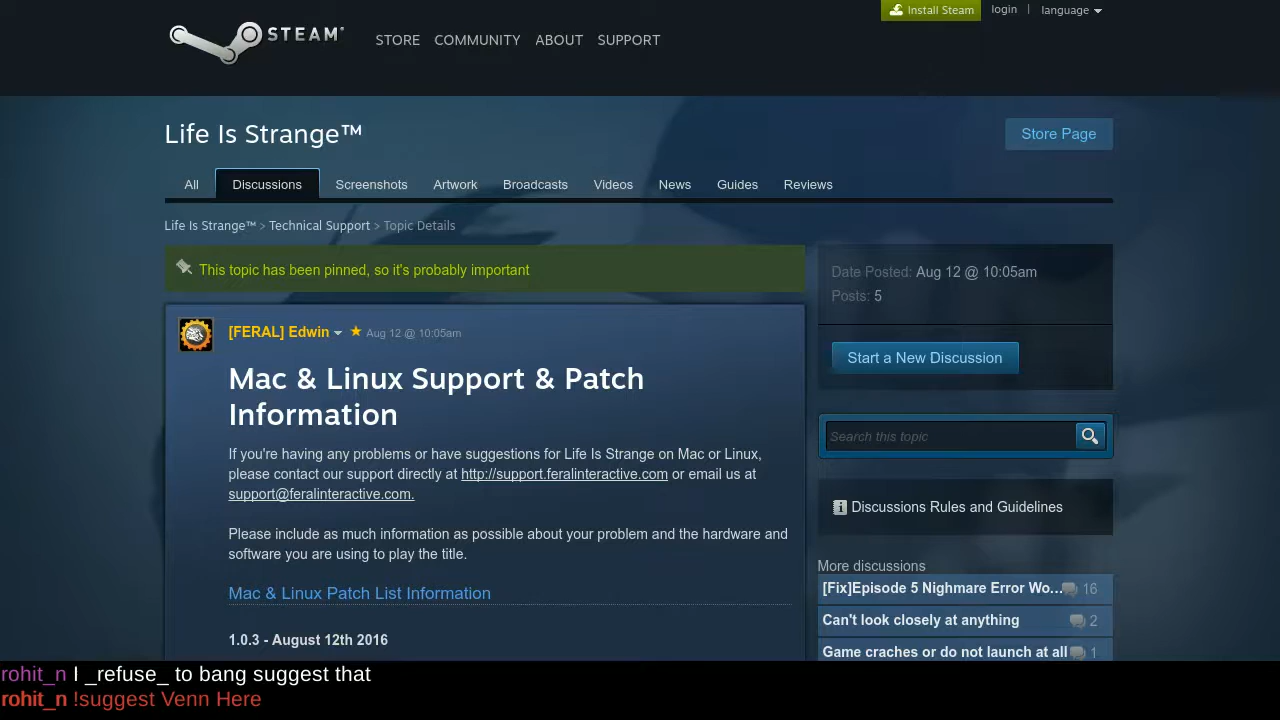 Install Steam
login | language
STEAM
STORE COMMUNITY ABOUT SUPPORT
Life Is Strange™
Store Page
All Discussions Screenshots Artwork Broadcasts Videos News Guides Reviews
Life Is Strange™ > Technical Support > Topic Details
This topic has been pinned, so it's probably important
[FERAL] Edwin Aug 12 @ 10:05am
Mac & Linux Support & Patch
Information
If you're having any problems or have suggestions for Life Is Strange on Mac or Linux,
please contact our support directly at http://support.feralinteractive.com or email us at
support@feralinteractive.com.
Please include as much information as possible about your problem and the hardware and
software you are using to play the title.
Mac & Linux Patch List Information
1.0.3 - August 12th 2016
Date Posted: Aug 12 @ 10:05am
Posts: 5
Start a New Discussion
Search this topic
Discussions Rules and Guidelines
More discussions
[Fix]Episode 5 Nighmare Error Wo... 16
Can't look closely at anything 2
Game craches or do not launch at all 1
rohit_n I _refuse_ to bang suggest that
rohit_n !suggest Venn Here